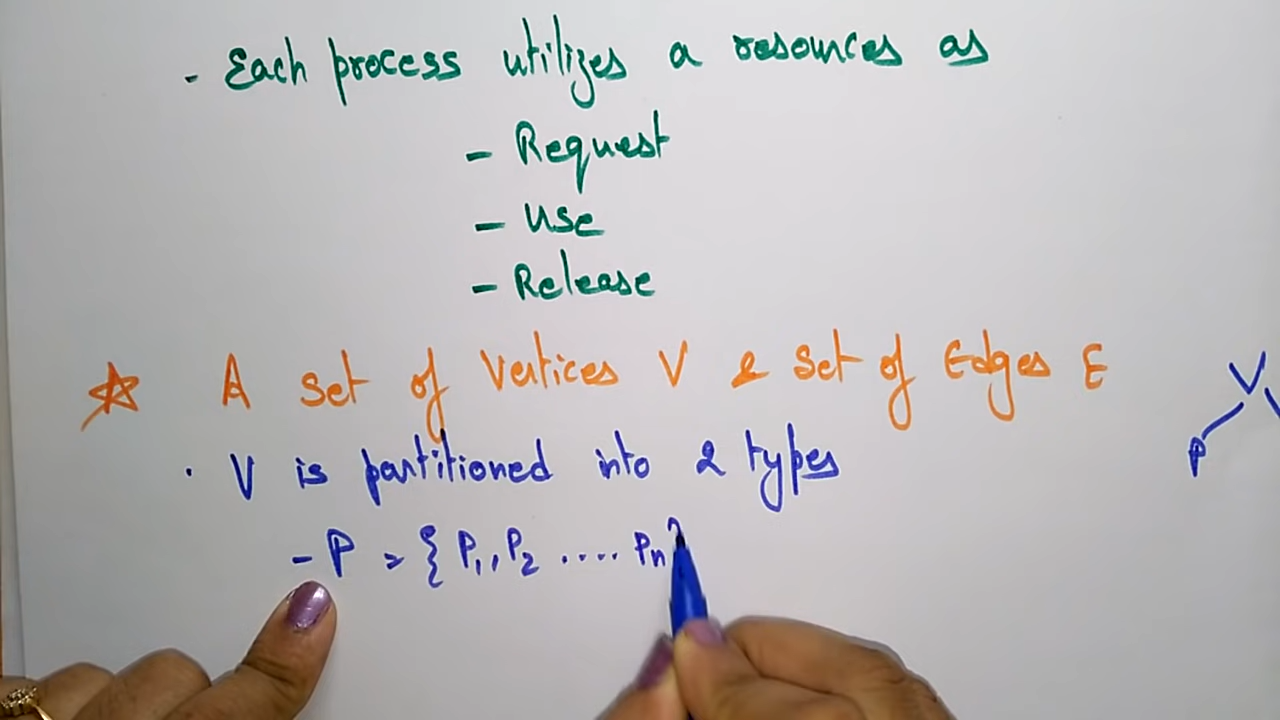 - Each process utilizes a resources as
- Request
- Use
- Release
☆ A set of Vertices V & Set of Edges E
V
P
• V is partitioned into 2 types
- P = { P1, P2 .... Pn }